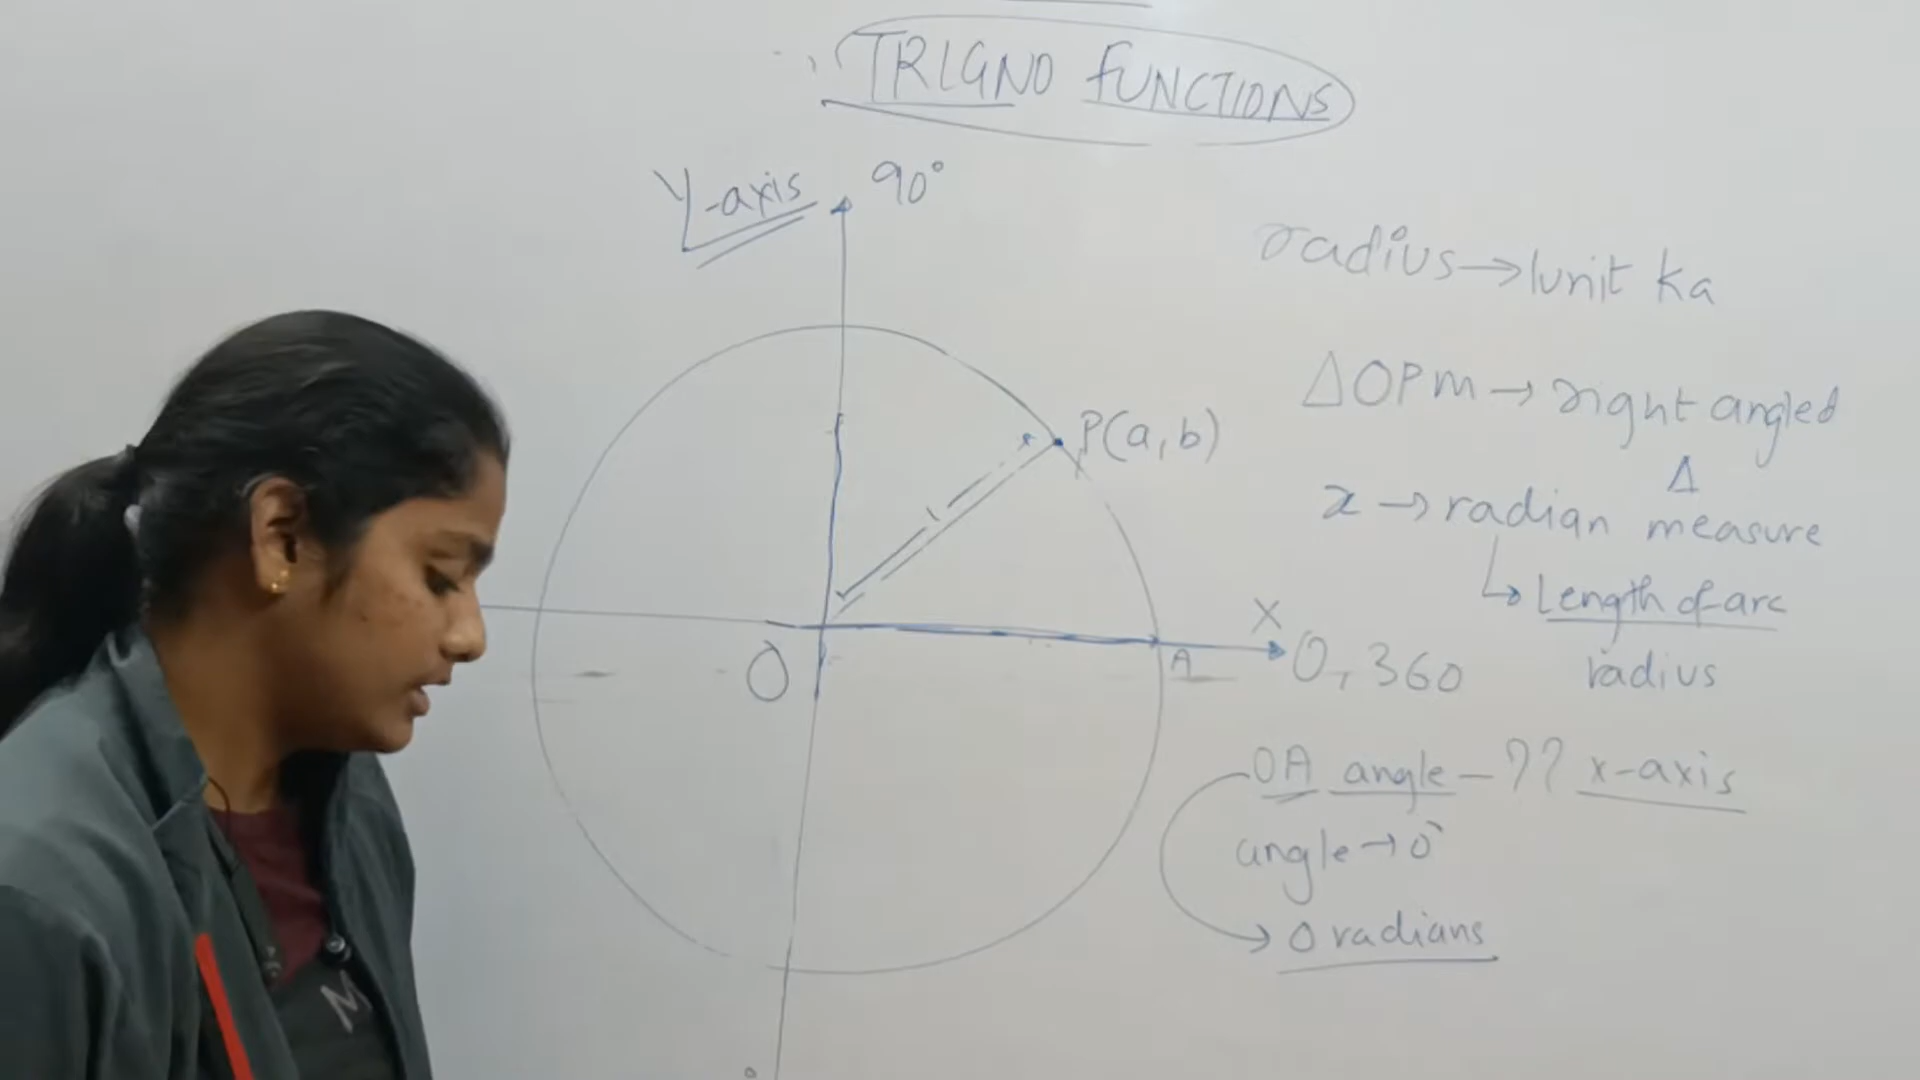 TRIGNO FUNCTIONS
Y-axis
90°
radius → 1unit ka
P(a,b)
△OPM → right angled
△
x → radian measure
↳ Length of arc
radius
X
O
A
0, 360
OA angle - ?? x-axis
angle → 0°
→ 0 radians
M